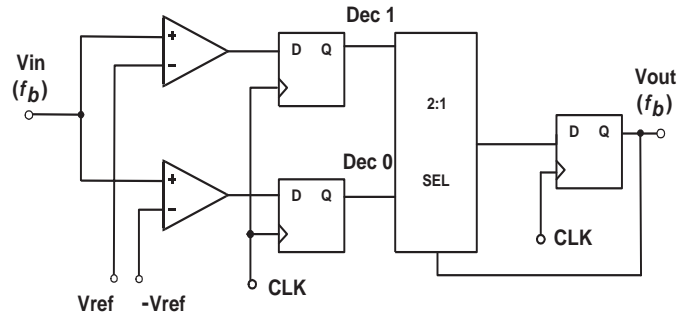 Dec 1
Vin
(fb)
+
−
D Q
2:1
Vout
(fb)
D Q
Dec 0
+
−
D Q
SEL
CLK
CLK
Vref
-Vref